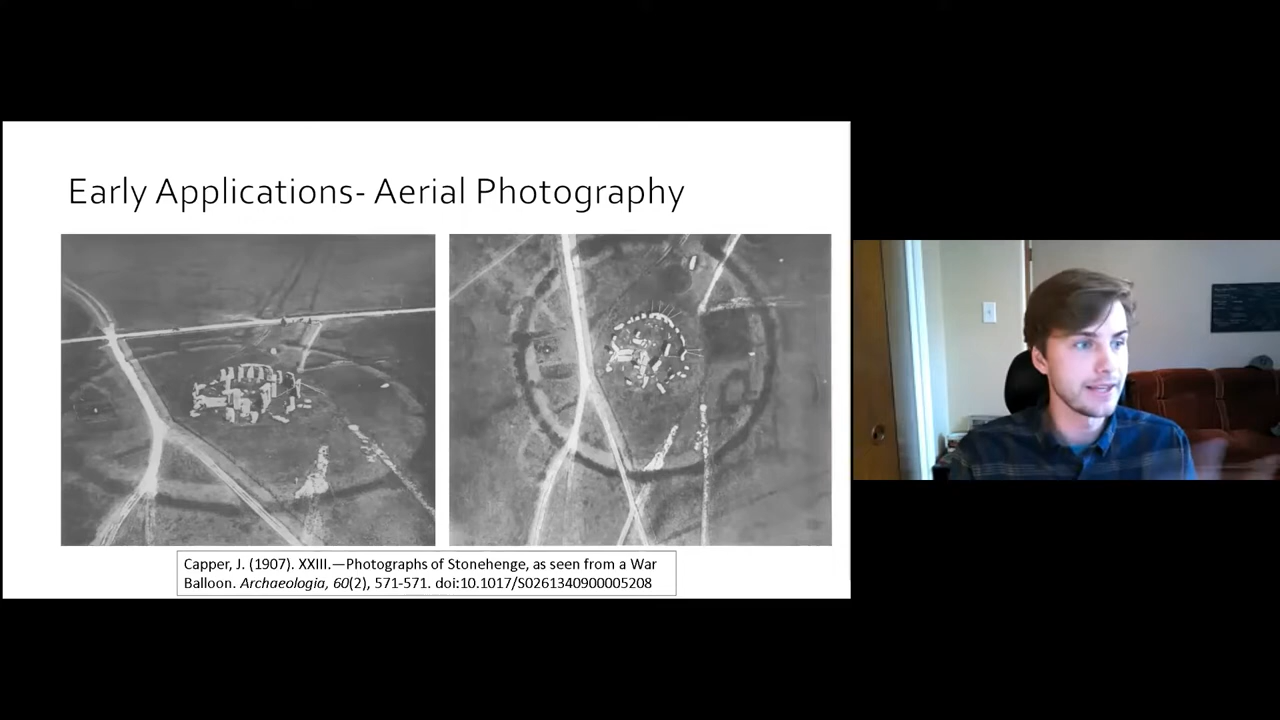 Early Applications- Aerial Photography
Capper, J. (1907). XXIII.—Photographs of Stonehenge, as seen from a War
Balloon. Archaeologia, 60(2), 571-571. doi:10.1017/S0261340900005208